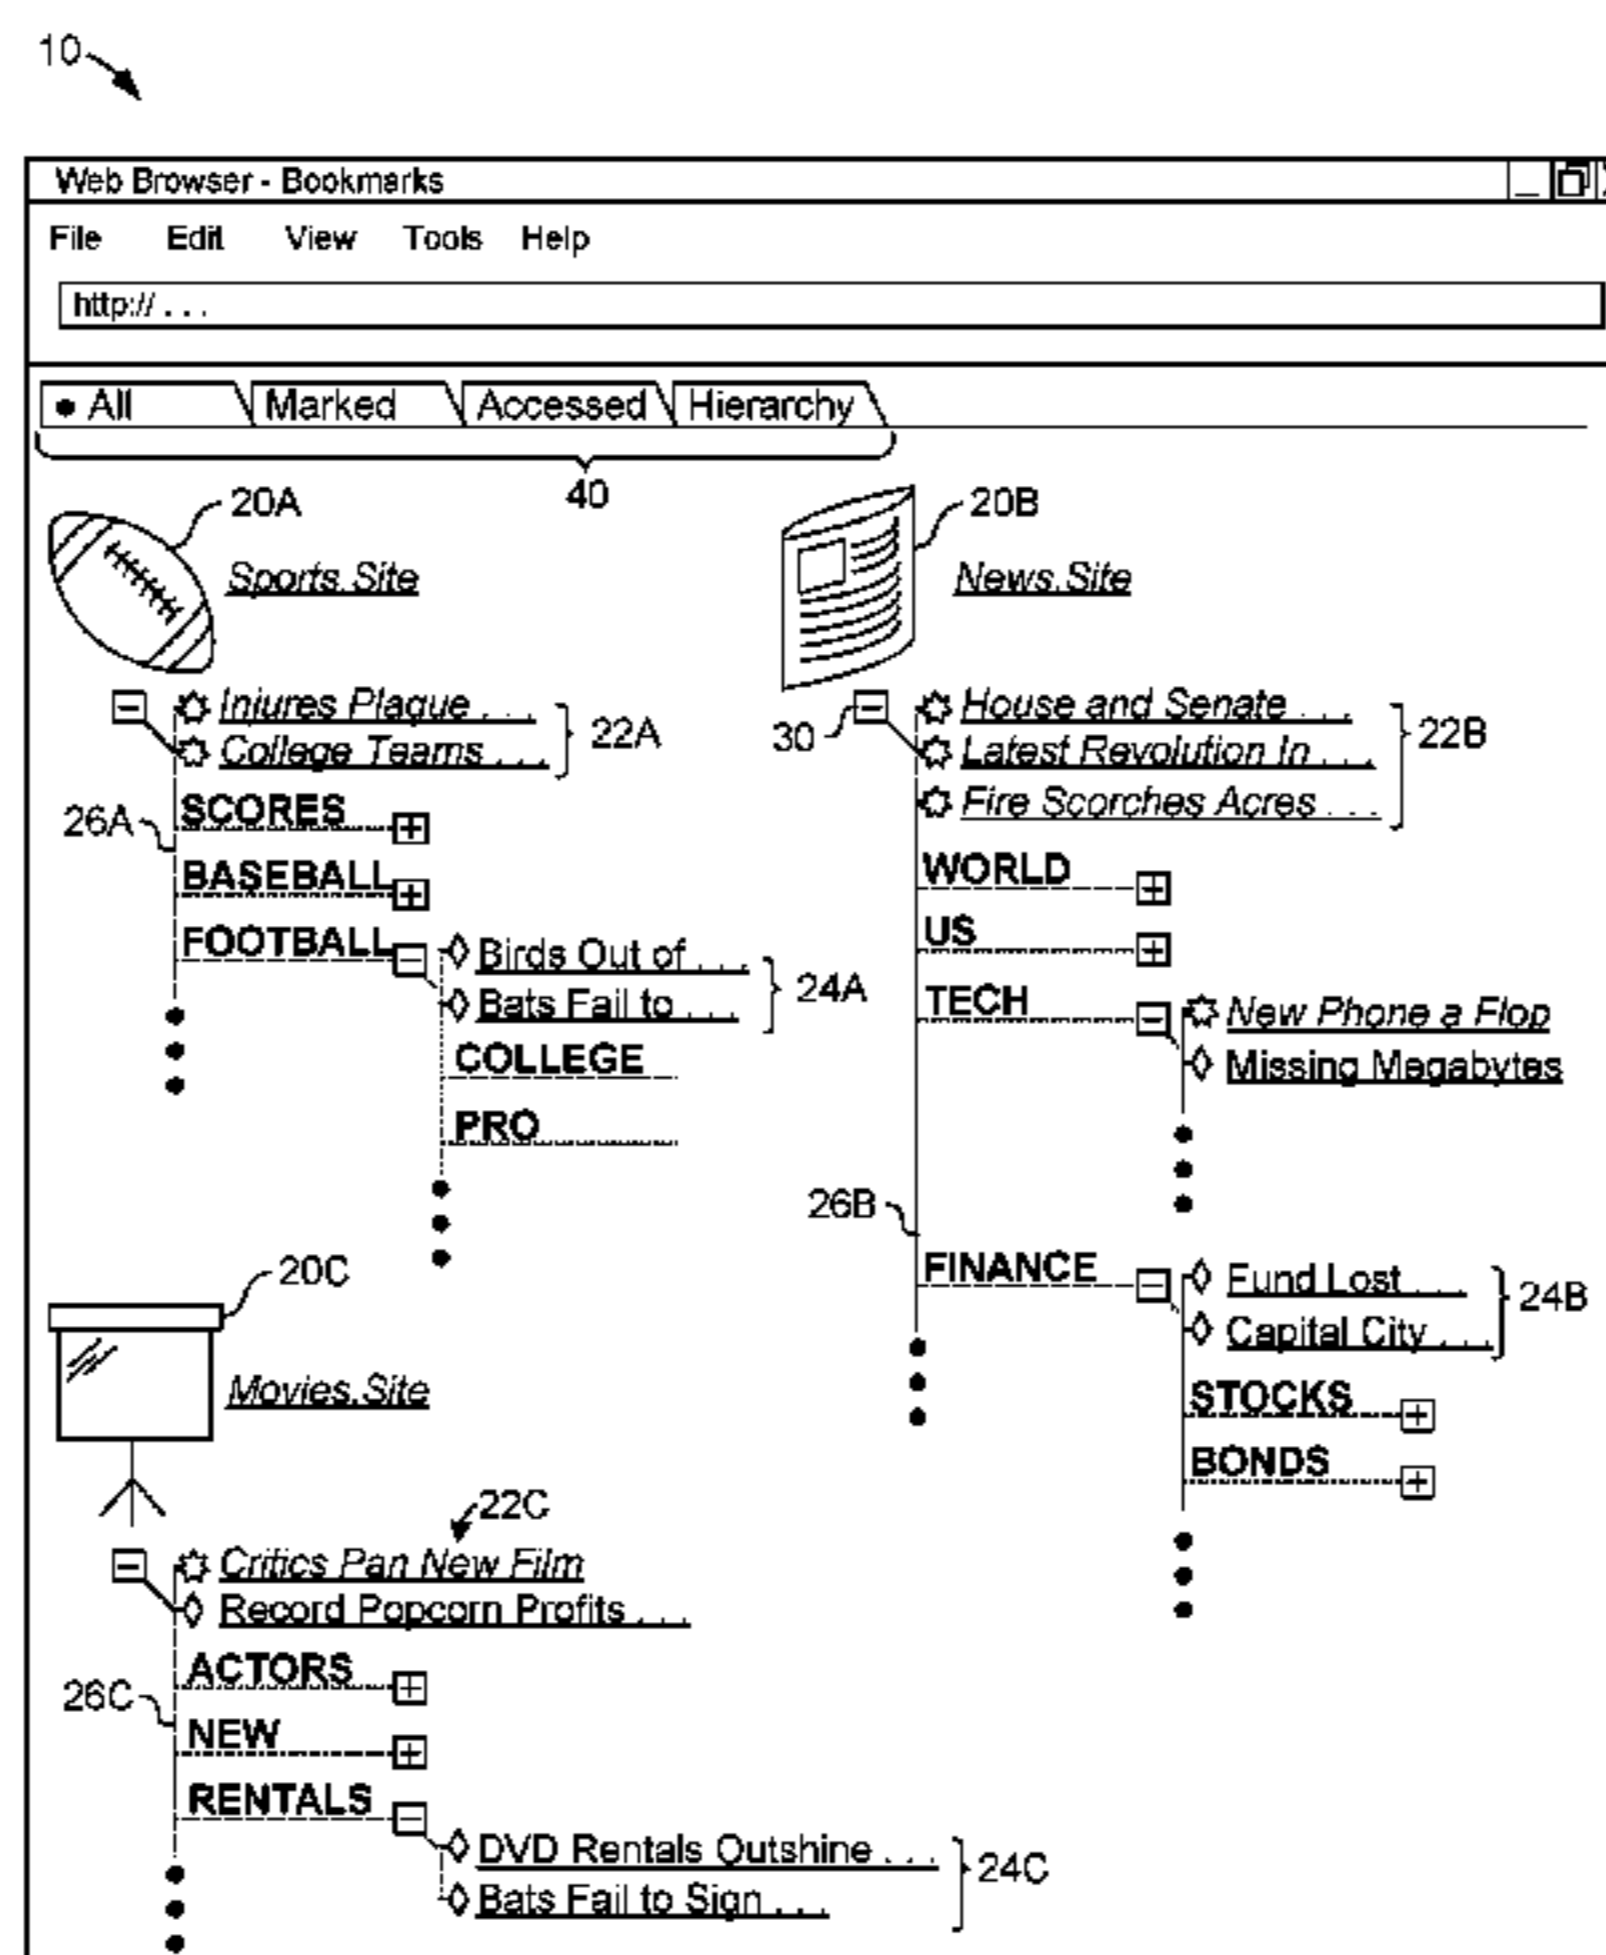 10
Web Browser - Bookmarks
File Edit View Tools Help
http:// . . .
All Marked Accessed Hierarchy
40
20A
Sports.Site
Injures Plague . . .
College Teams . . .
22A
26A
SCORES
BASEBALL
FOOTBALL
Birds Out of . . .
Bats Fail to . . .
24A
COLLEGE
PRO
20B
News.Site
30
House and Senate . . .
Latest Revolution In . . .
Fire Scorches Acres . . .
22B
WORLD
US
TECH
New Phone a Flop
Missing Megabytes
26B
FINANCE
Fund Lost . . .
Capital City . . .
24B
STOCKS
BONDS
20C
Movies.Site
22C
Critics Pan New Film
Record Popcorn Profits . . .
26C
ACTORS
NEW
RENTALS
DVD Rentals Outshine . . .
Bats Fail to Sign . . .
24C